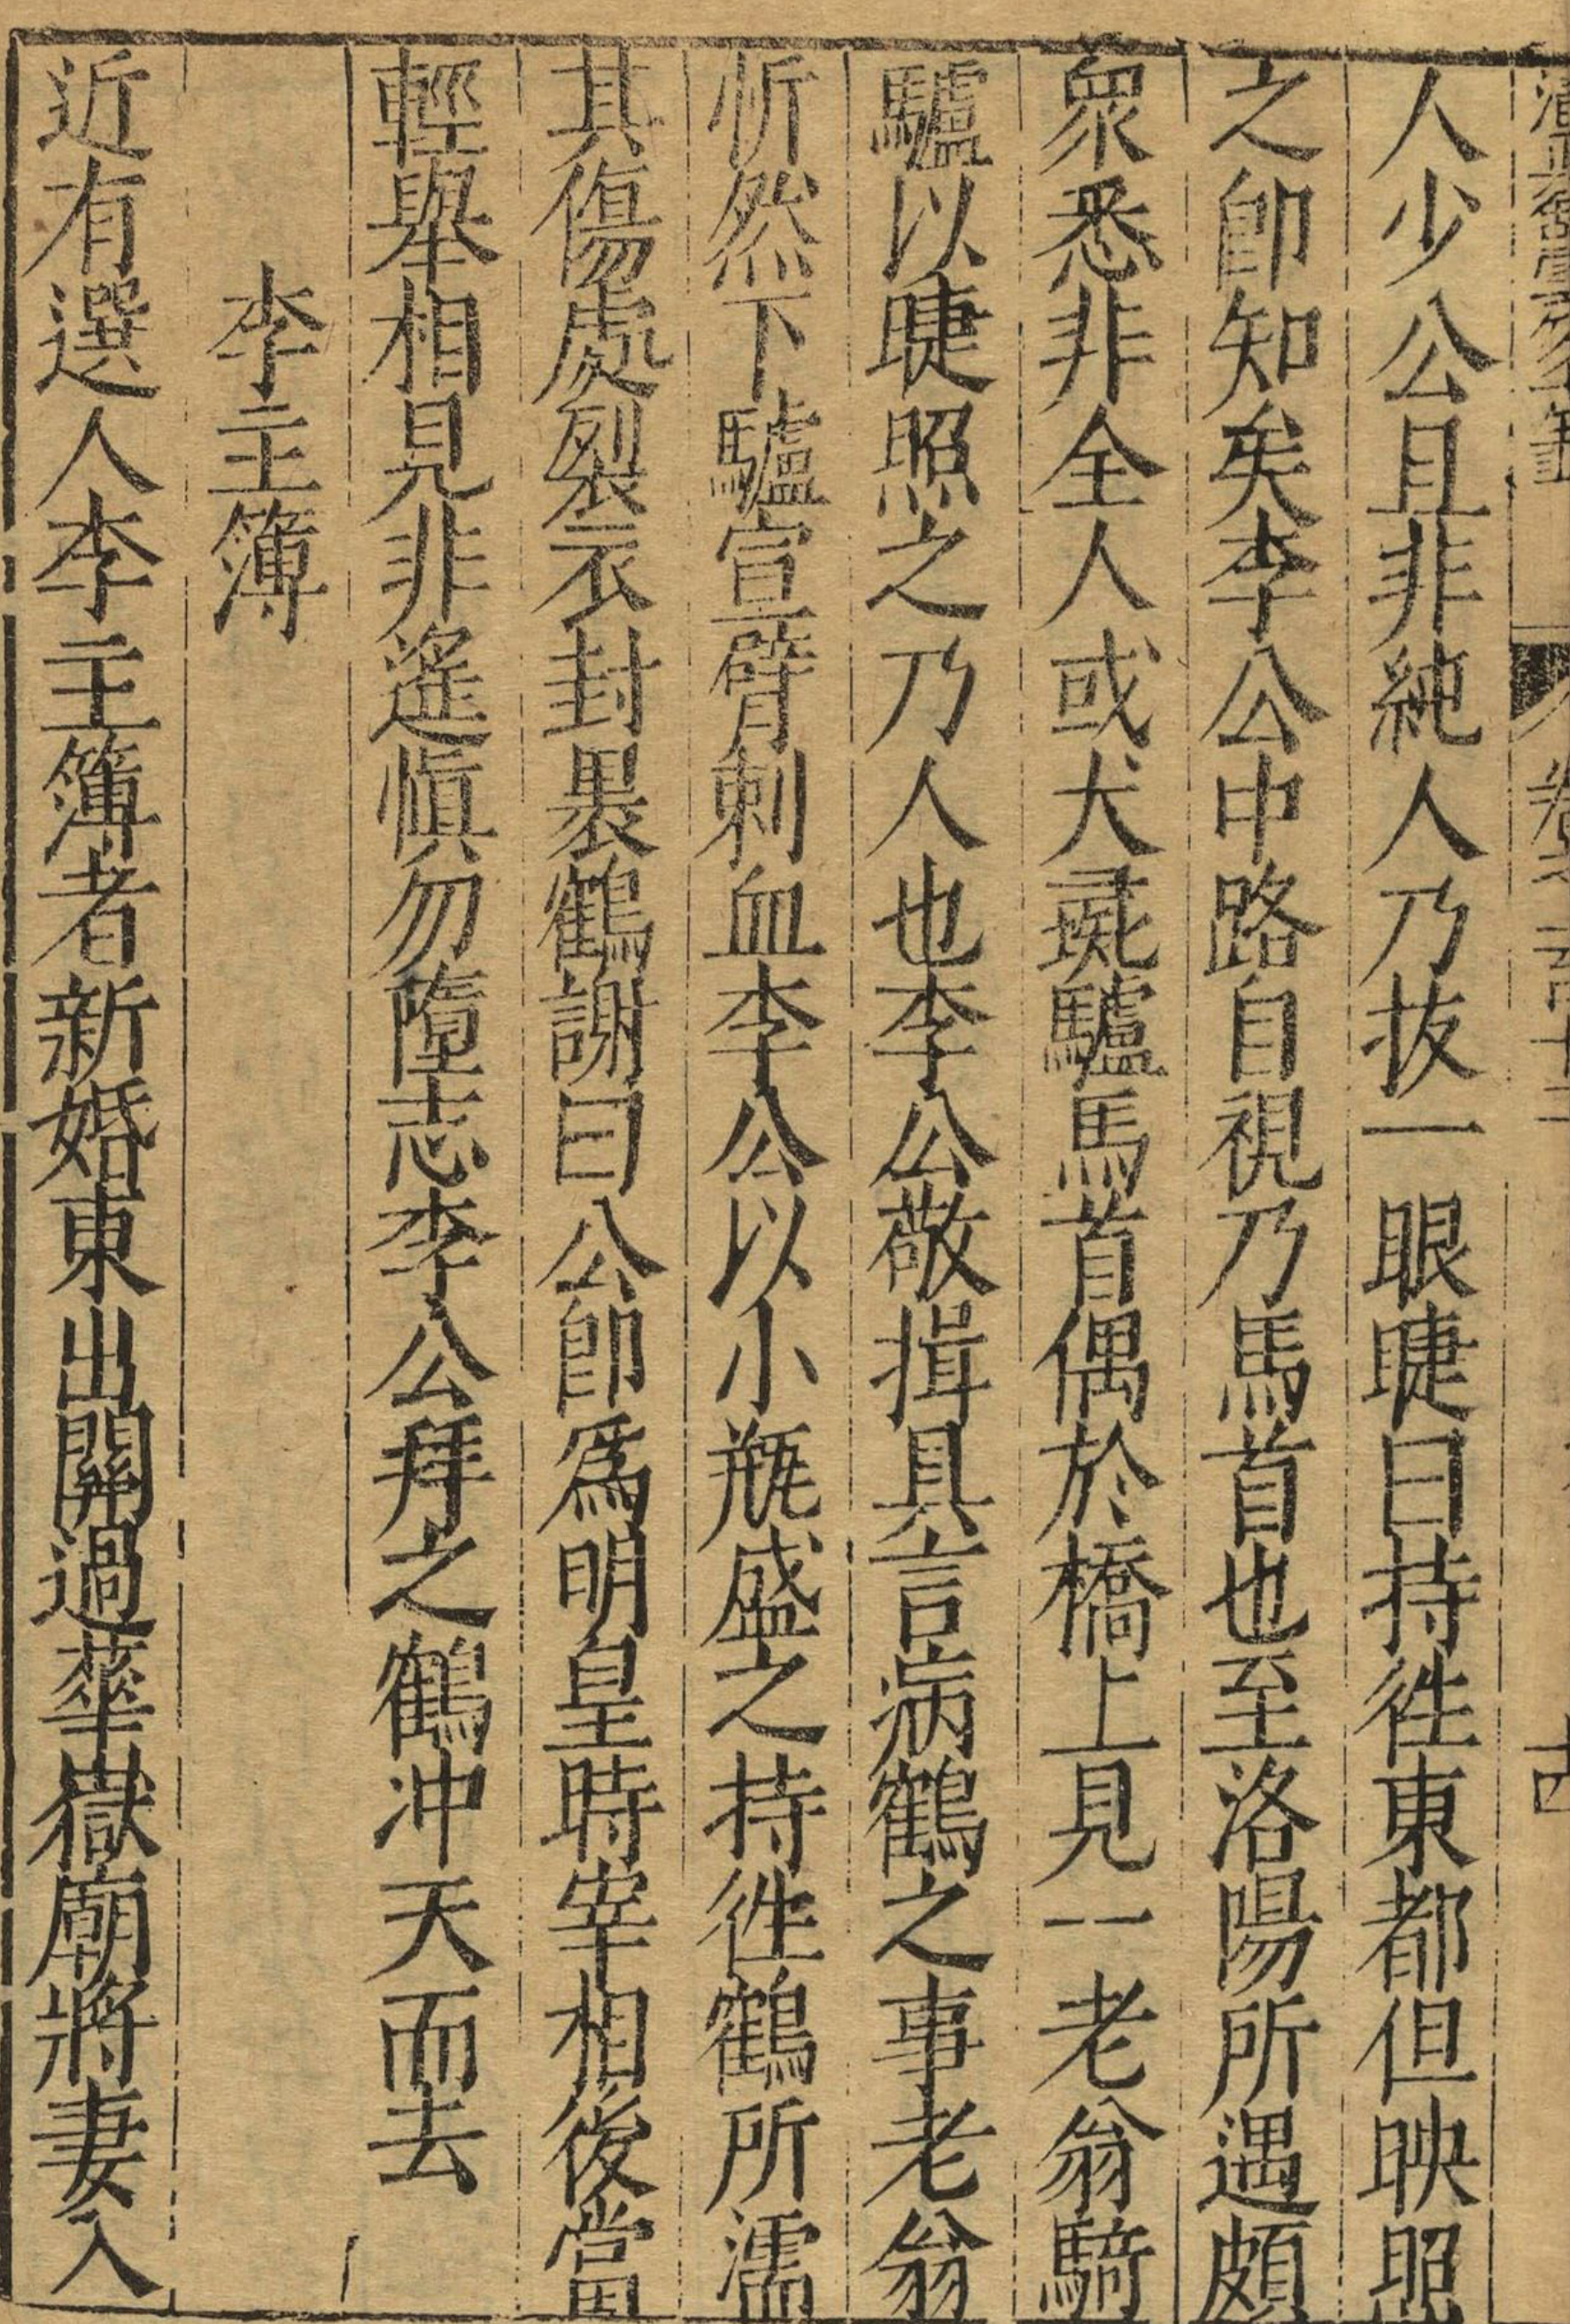 人少公且非純人乃抜一眼睫曰持徃東都但映照
之卽知矣李公中路自視乃馬首也至洛陽所遇頗
衆悉非全人或犬彘驢馬首偶於橋上見一老翁騎
驢以睫照之乃人也李公敬揖具言病鶴之事老翁
忻然下驢宣臂刺血李公以小瓶盛之持徃鶴所濡
其傷處裂衣封裹鶴謝曰公卽爲明皇時宰相後當
輕舉相見非遙愼勿墮志李公拜之鶴冲天而去
李主簿
近有選人李主簿者新婚東出關過華嶽廟將妻入